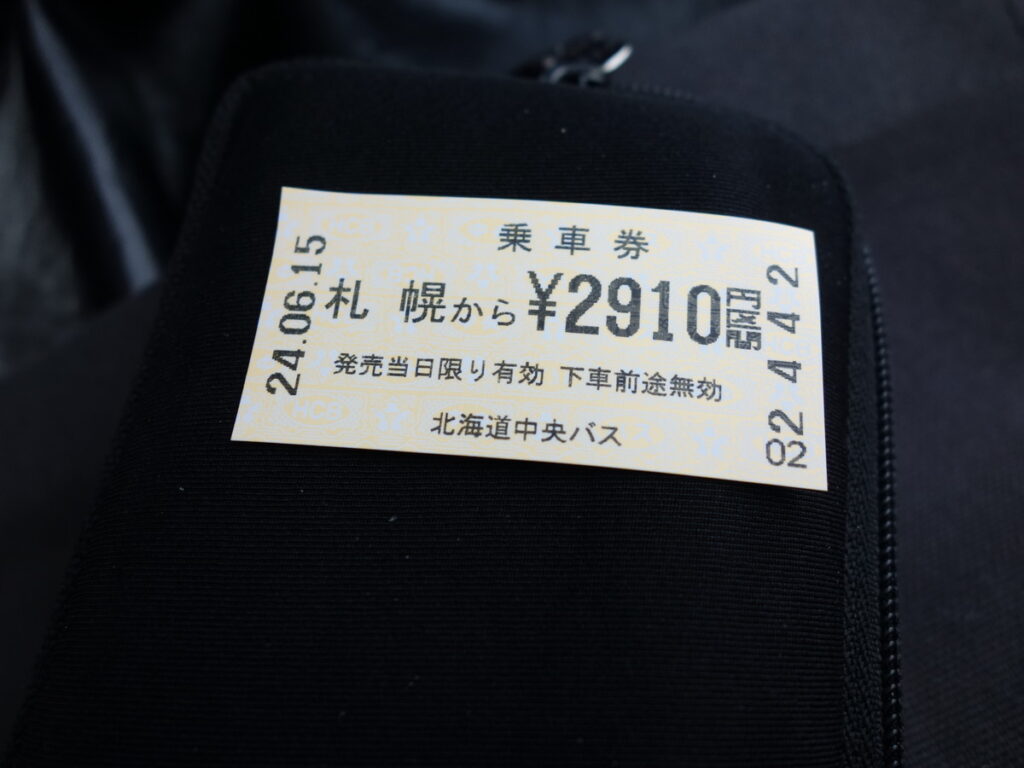 乗車券
24.06.15
札幌から ¥2910区間
発売当日限り有効 下車前途無効
北海道中央バス
02442
02